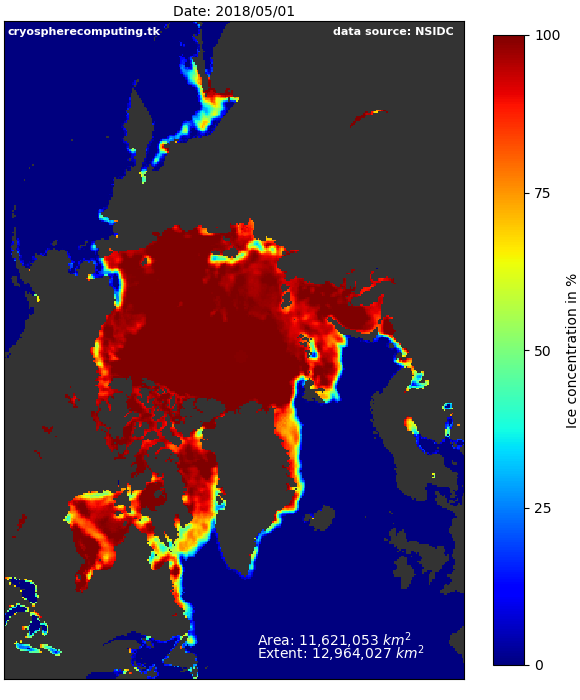 Date: 2018/05/01
cryospherecomputing.tk
data source: NSIDC
100
75
50
25
0
Ice concentration in %
Area: 11,621,053 km²
Extent: 12,964,027 km²